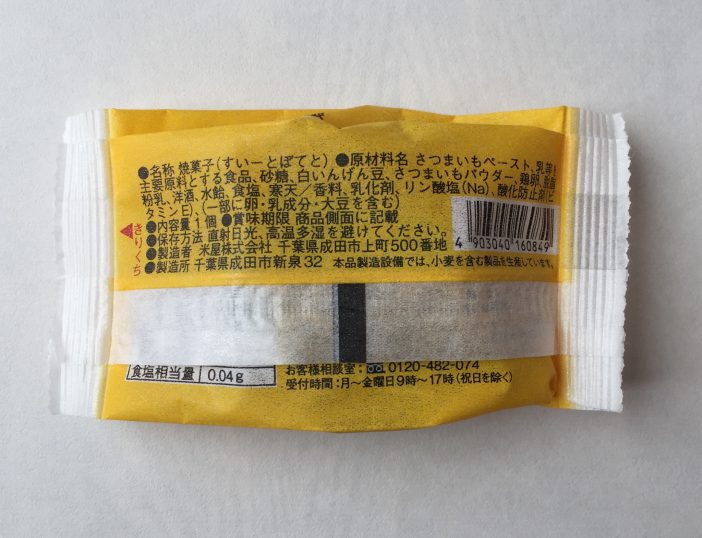 ●名称 焼菓子(すいーとぽてと) ●原材料名 さつまいもペースト、乳等を
主要原料とする食品、砂糖、白いんげん豆、さつまいもパウダー、鶏卵、
粉乳、洋酒、水飴、食塩、寒天/香料、乳化剤、リン酸塩(Na)、酸化防止剤(ビ
タミンE)、(一部に卵・乳成分・大豆を含む)
●内容量 1個 ●賞味期限 商品側面に記載
●保存方法 直射日光、高温多湿を避けてください。
●製造者 米屋株式会社 千葉県成田市上町500番地
●製造所 千葉県成田市新泉32 本品製造設備では、小麦を含む製品を生産しています。
きりくち
4 903040 160849
食塩相当量 0.04g
お客様相談室: 0120-482-074
受付時間:月~金曜日9時~17時(祝日を除く)